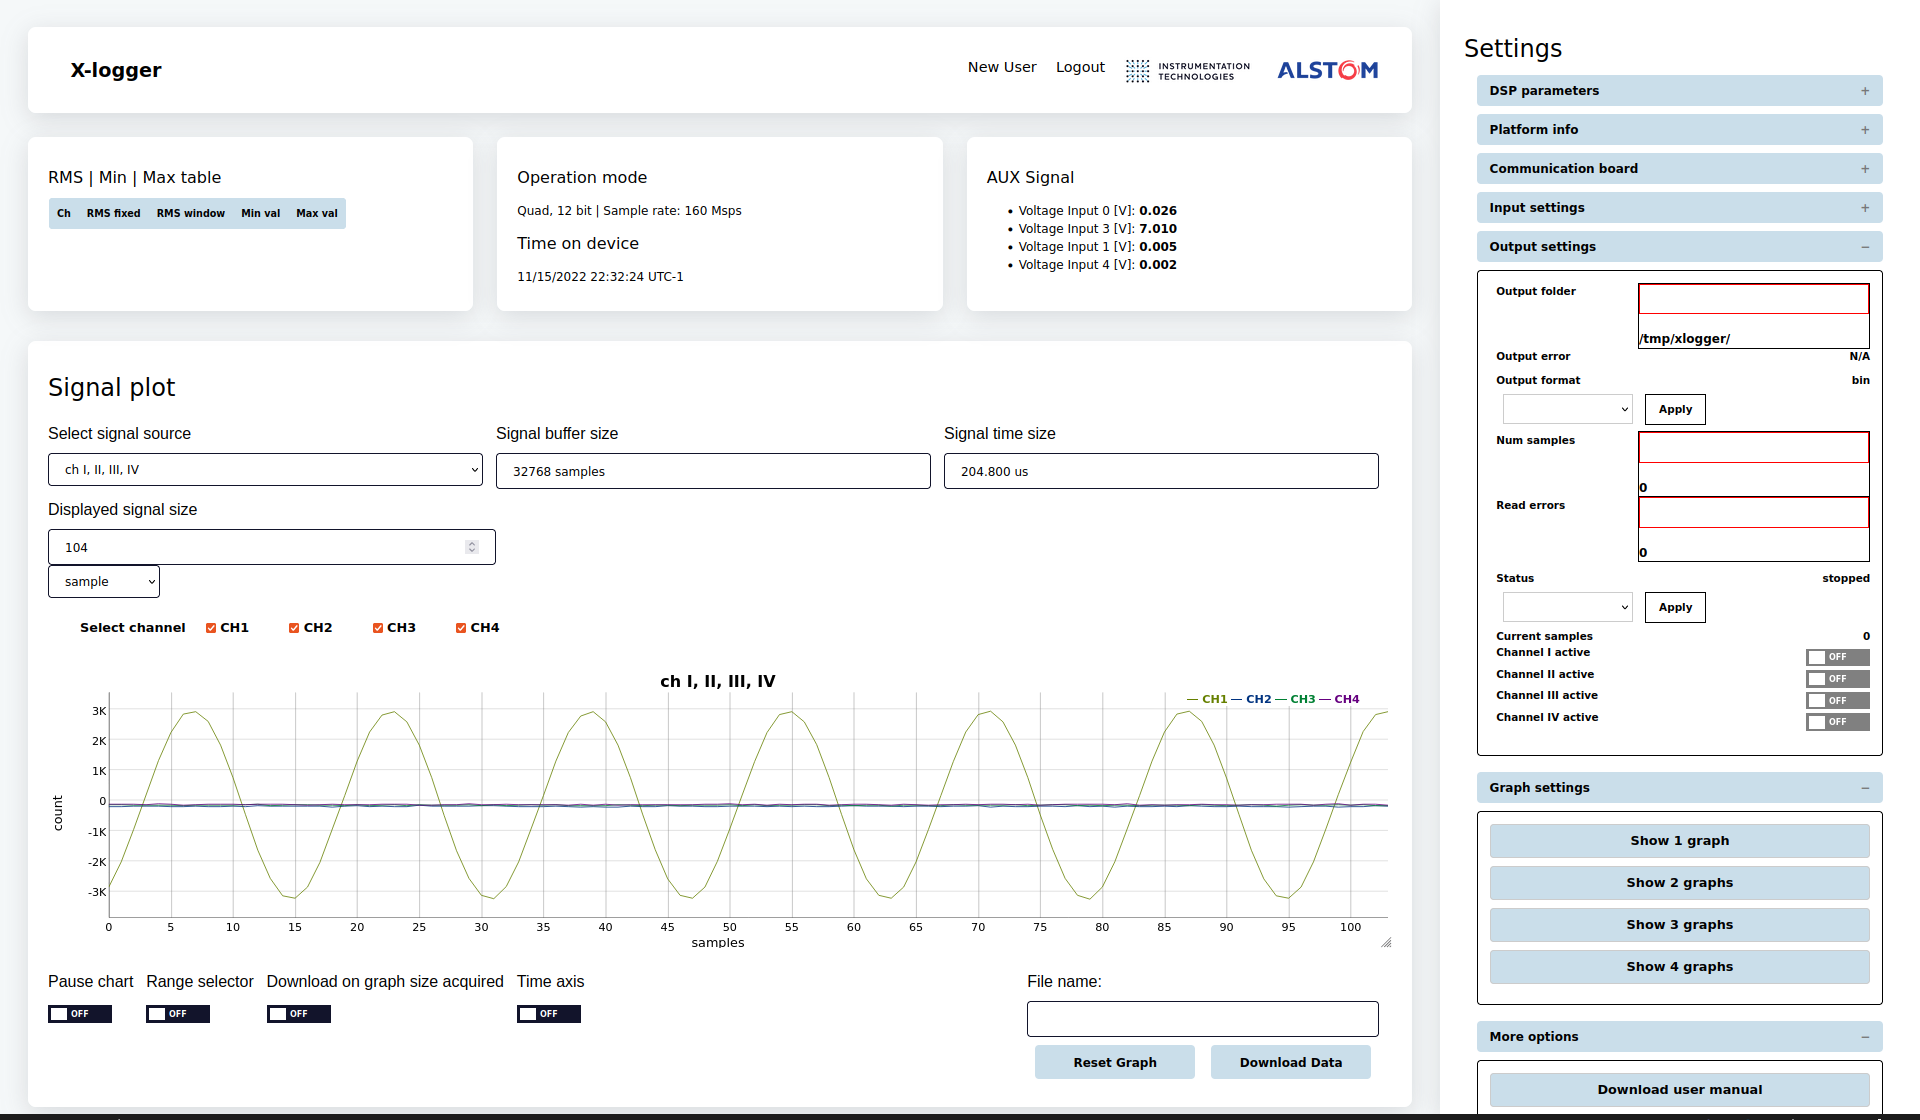 X-logger
New User Logout INSTRUMENTATION TECHNOLOGIES ALSTOM
RMS | Min | Max table
Ch RMS fixed RMS window Min val Max val
Operation mode
Quad, 12 bit | Sample rate: 160 Msps
Time on device
11/15/2022 22:32:24 UTC-1
AUX Signal
• Voltage Input 0 [V]: 0.026
• Voltage Input 3 [V]: 7.010
• Voltage Input 1 [V]: 0.005
• Voltage Input 4 [V]: 0.002
Signal plot
Select signal source
ch I, II, III, IV
Signal buffer size
32768 samples
Signal time size
204.800 us
Displayed signal size
104
sample
Select channel CH1 CH2 CH3 CH4
ch I, II, III, IV
— CH1 — CH2 — CH3 — CH4
3K
2K
1K
0
-1K
-2K
-3K
count
0 5 10 15 20 25 30 35 40 45 50 55 60 65 70 75 80 85 90 95 100
samples
Pause chart Range selector Download on graph size acquired Time axis
OFF OFF OFF OFF
File name:
Reset Graph Download Data
Settings
DSP parameters +
Platform info +
Communication board +
Input settings +
Output settings −
Output folder
/tmp/xlogger/
Output error N/A
Output format bin
Apply
Num samples
0
Read errors
0
Status stopped
Apply
Current samples 0
Channel I active OFF
Channel II active OFF
Channel III active OFF
Channel IV active OFF
Graph settings −
Show 1 graph
Show 2 graphs
Show 3 graphs
Show 4 graphs
More options −
Download user manual